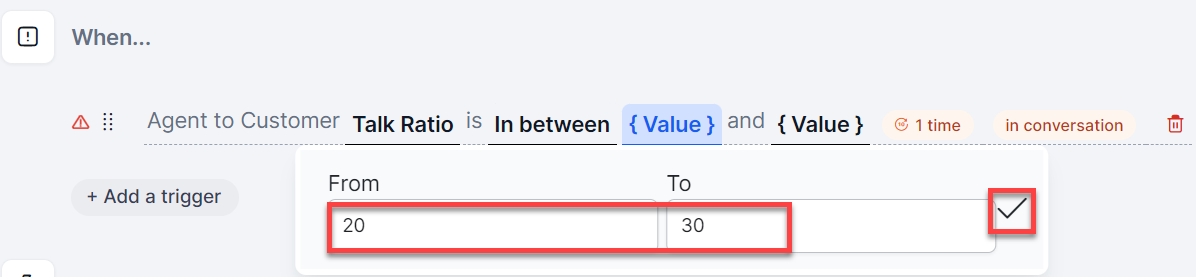 When...
Agent to Customer Talk Ratio is In between { Value } and { Value } 1 time in conversation
+ Add a trigger
From To
20 30